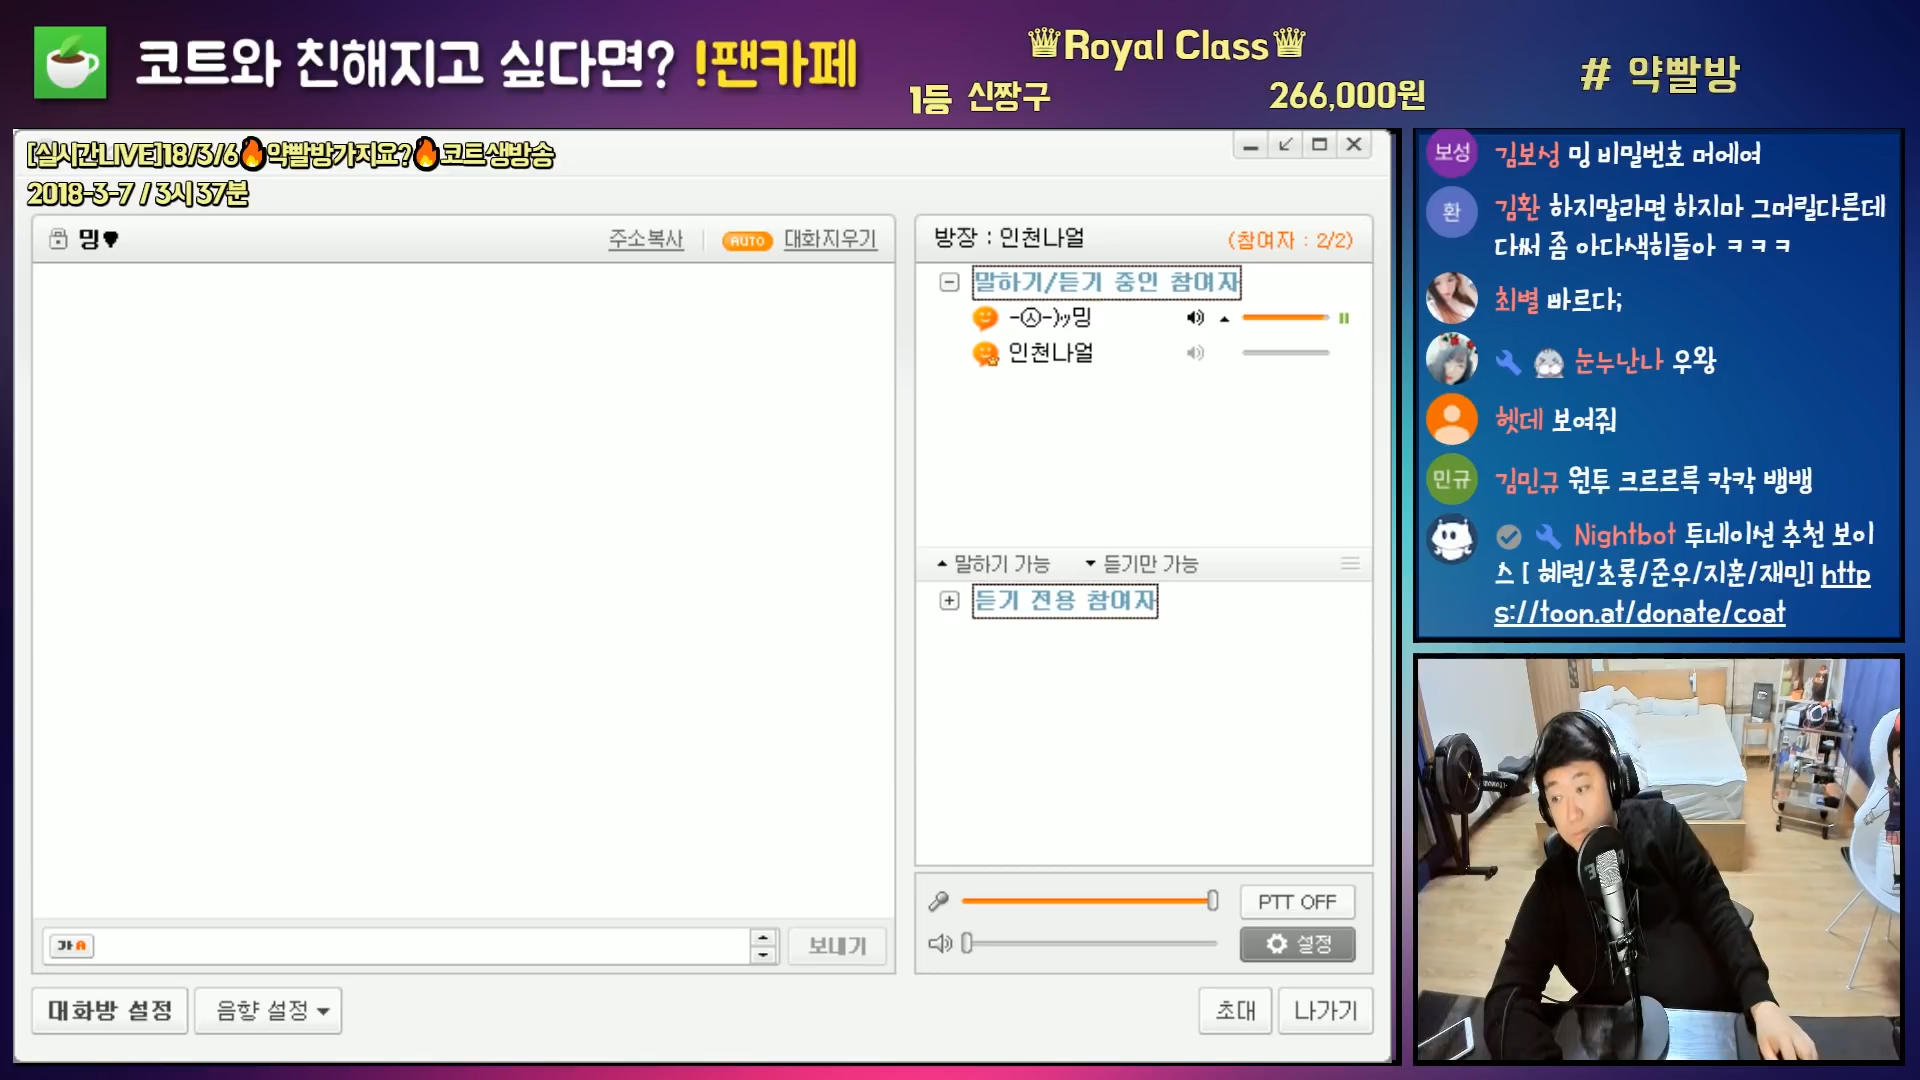 코트와 친해지고 싶다면? !팬카페
♛Royal Class♛
1등 신짱구 266,000원
# 약빨방
[실시간LIVE]18/3/6🔥약빨방가지요?🔥코트생방송
2018-3-7 / 3시 37분
밍♥ 주소복사 AUTO 대화지우기
방장 : 인천나얼 (참여자 : 2/2)
말하기/듣기 중인 참여자
-㉦-)ッ밍
인천나얼
말하기 가능 듣기만 가능
듣기 전용 참여자
PTT OFF
설정
가A 보내기
대화방 설정 음향 설정
초대 나가기
보성 김보성 밍 비밀번호 머에여
환 김환 하지말라면 하지마 그머릴다른데
다써 좀 아다색히들아 ㅋㅋㅋ
최별 빠르다;
눈누난나 우왕
헷데 보여줘
민규 김민규 원투 크르르륵 칵칵 뱅뱅
Nightbot 투네이션 추천 보이
스 [ 혜련/초롱/준우/지훈/재민] http
s://toon.at/donate/coat